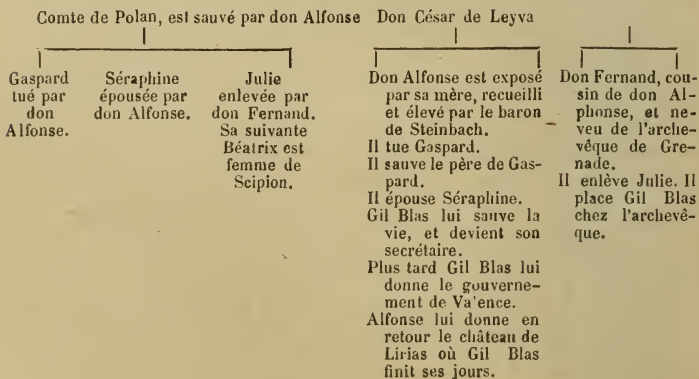 Comte de Polan, est sauvé par don Alfonse
Don César de Leyva
Gaspard
tué par
don
Alfonse.
Séraphine
épousée par
don Alfonse.
Julie
enlevée par
don Fernand.
Sa suivante
Béatrix est
femme de
Scipion.
Don Alfonse est exposé
par sa mère, recueilli
et élevé par le baron
de Steinbach.
Il tue Gaspard.
Il sauve le père de Gas-
pard.
Il épouse Séraphine.
Gil Blas lui sauve la
vie, et devient son
secrétaire.
Plus tard Gil Blas lui
donne le gouverne-
ment de Va'ence.
Alfonse lui donne en
retour le château de
Lirias où Gil Blas
finit ses jours.
Don Fernand, cou-
sin de don Al-
phonse, et ne-
veu de l'arche-
vêque de Gre-
nade.
Il enlève Julie. Il
place Gil Blas
chez l'archevê-
que.